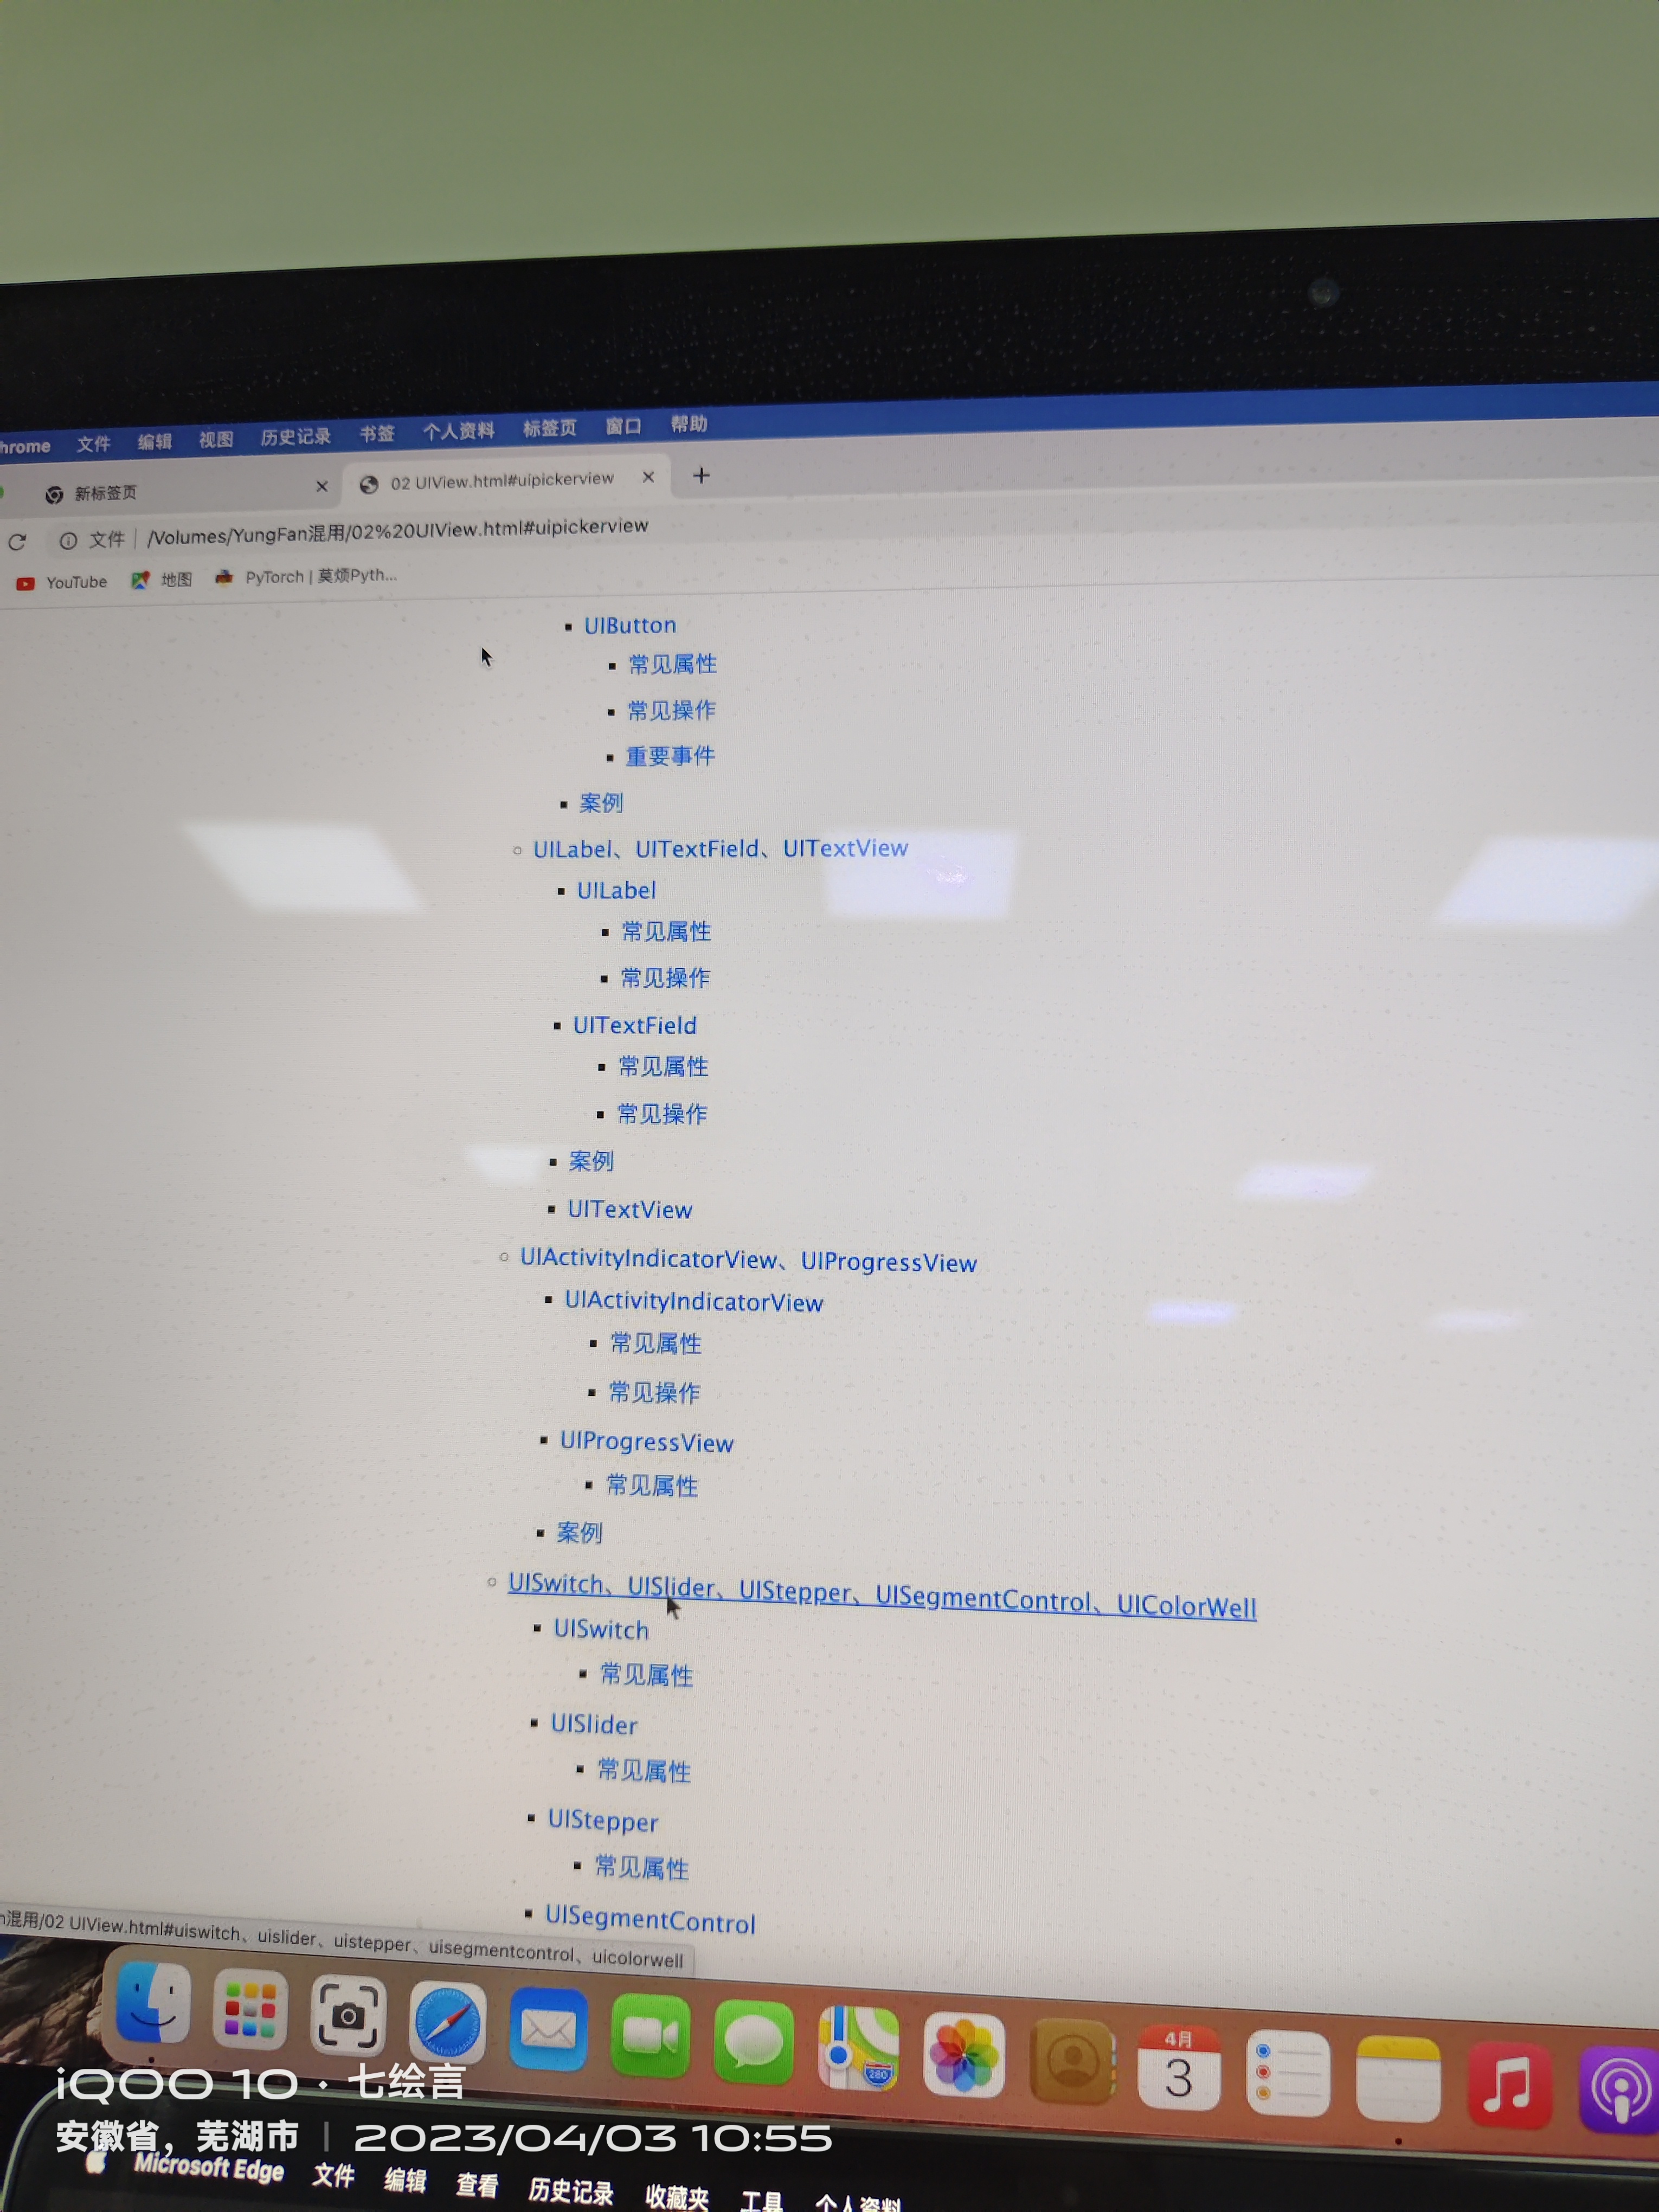 hrome 文件 编辑 视图 历史记录 书签 个人资料 标签页 窗口 帮助
新标签页 02 UIView.html#uipickerview
文件 /Volumes/YungFan混用/02%20UIView.html#uipickerview
YouTube 地图 PyTorch | 莫烦Pyth...
UIButton
常见属性
常见操作
重要事件
案例
UILabel、UITextField、UITextView
UILabel
常见属性
常见操作
UITextField
常见属性
常见操作
案例
UITextView
UIActivityIndicatorView、UIProgressView
UIActivityIndicatorView
常见属性
常见操作
UIProgressView
常见属性
案例
UISwitch、UISlider、UIStepper、UISegmentControl、UIColorWell
UISwitch
常见属性
UISlider
常见属性
UIStepper
常见属性
UISegmentControl
n混用/02 UIView.html#uiswitch、uislider、uistepper、uisegmentcontrol、uicolorwell
280
4月
3
iQOO 10 · 七绘言
安徽省，芜湖市 | 2023/04/03 10:55
Microsoft Edge 文件 编辑 查看 历史记录 收藏夹 工具 个人资料